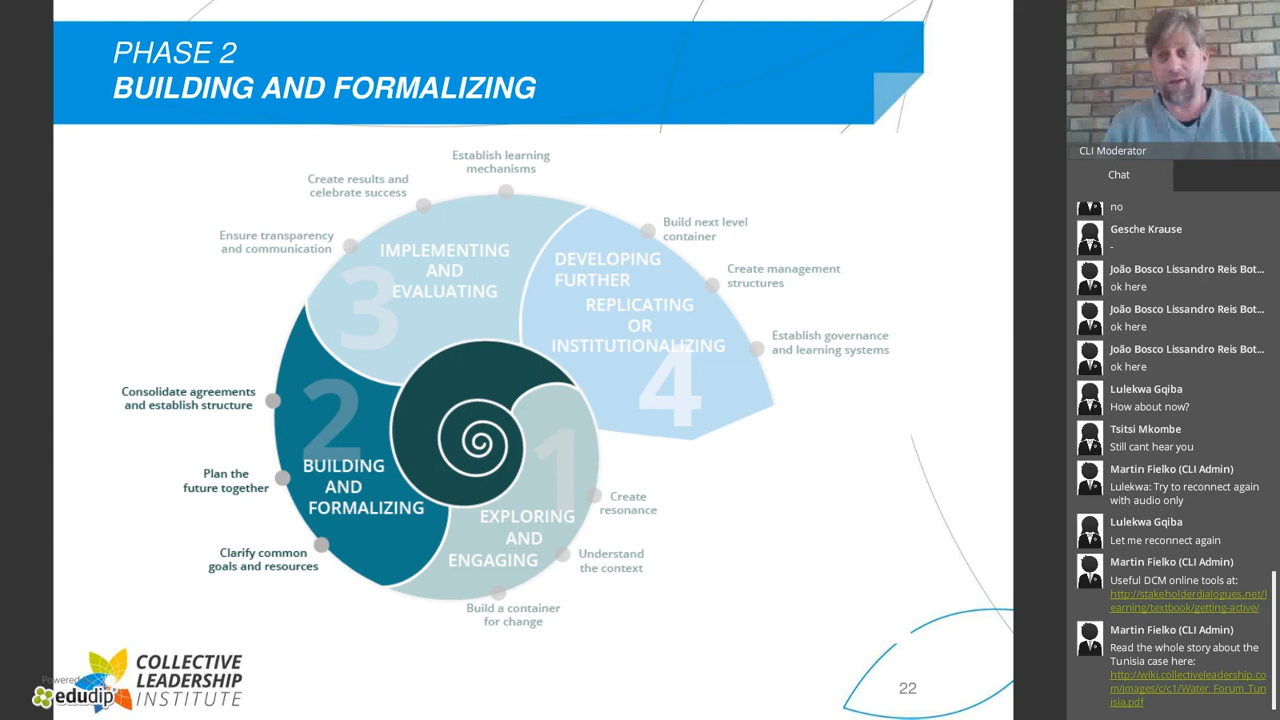 PHASE 2
BUILDING AND FORMALIZING
Establish learning
mechanisms
Create results and
celebrate success
Ensure transparency
and communication
Build next level
container
Create management
structures
Establish governance
and learning systems
IMPLEMENTING
AND
EVALUATING
3
DEVELOPING
FURTHER
REPLICATING
OR
INSTITUTIONALIZING
4
Consolidate agreements
and establish structure
Plan the
future together
Clarify common
goals and resources
2
BUILDING
AND
FORMALIZING
1
EXPLORING
AND
ENGAGING
Create
resonance
Understand
the context
Build a container
for change
COLLECTIVE
LEADERSHIP
INSTITUTE
Powered
edudip
22
CLI Moderator
Chat
no
Gesche Krause
-
João Bosco Lissandro Reis Bot...
ok here
João Bosco Lissandro Reis Bot...
ok here
João Bosco Lissandro Reis Bot...
ok here
Lulekwa Gqiba
How about now?
Tsitsi Mkombe
Still cant hear you
Martin Fielko (CLI Admin)
Lulekwa: Try to reconnect again
with audio only
Lulekwa Gqiba
Let me reconnect again
Martin Fielko (CLI Admin)
Useful DCM online tools at:
http://stakeholderdialogues.net/l
earning/textbook/getting-active/
Martin Fielko (CLI Admin)
Read the whole story about the
Tunisia case here:
http://wiki.collectiveleadership.co
m/images/c/c1/Water_Forum_Tun
isia.pdf